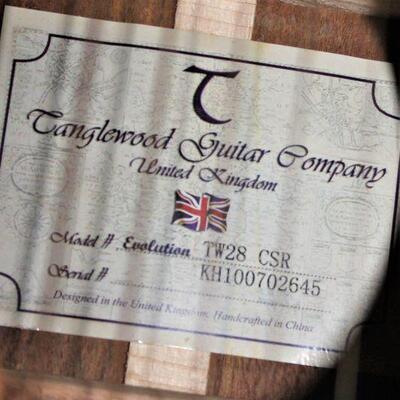 T
Tanglewood Guitar Company
United Kingdom
Model # Evolution TW28 CSR
Serial # KH100702645
Designed in the United Kingdom. Handcrafted in China